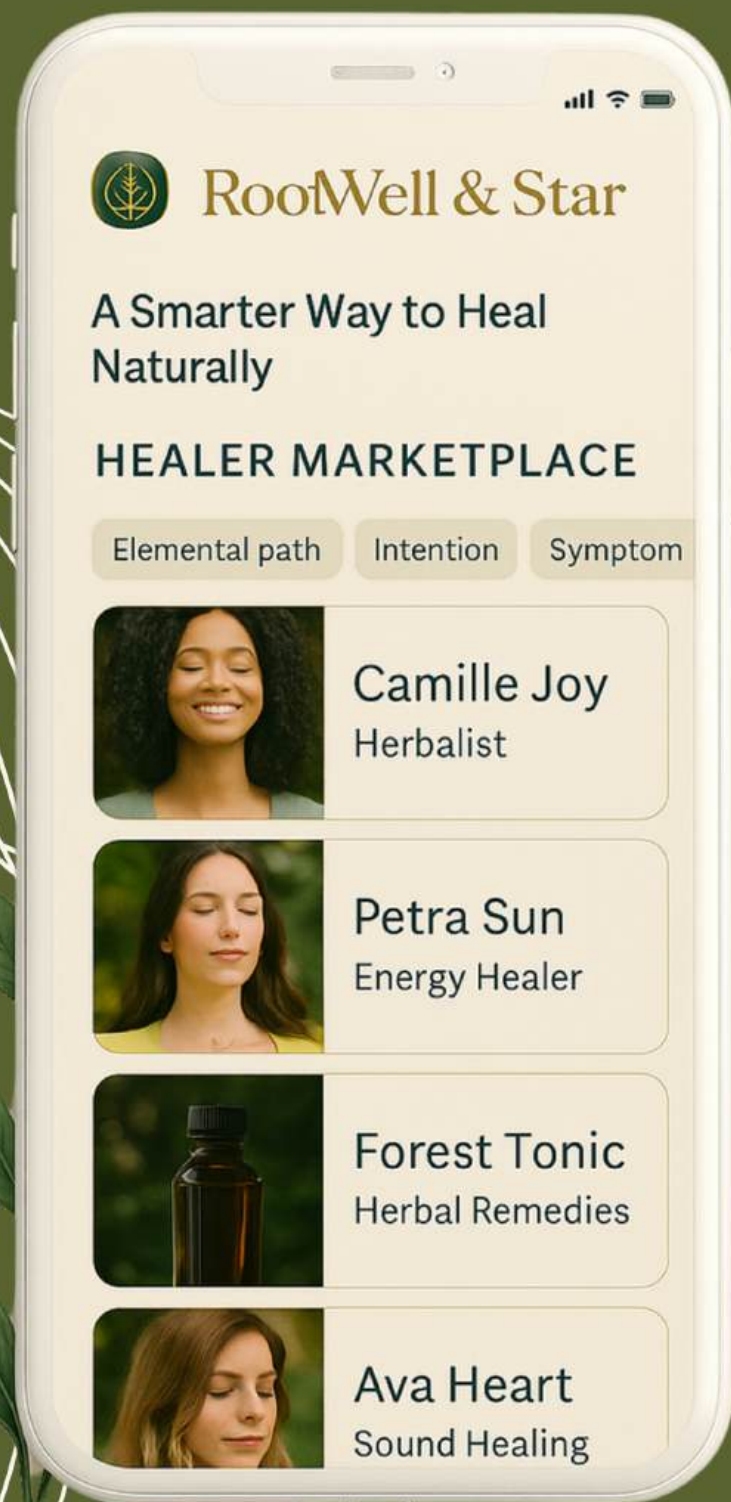 RootWell & Star
A Smarter Way to Heal
Naturally
HEALER MARKETPLACE
Elemental path
Intention
Symptom
Camille Joy
Herbalist
Petra Sun
Energy Healer
Forest Tonic
Herbal Remedies
Ava Heart
Sound Healing